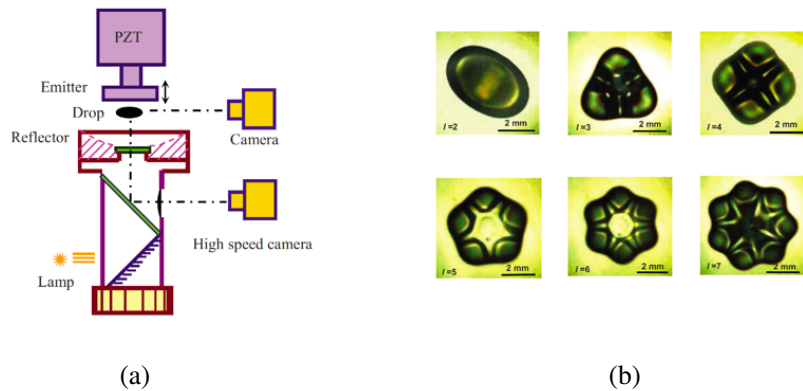 PZT
Emitter
Drop
Reflector
Camera
High speed camera
Lamp
(a)
l=2
2 mm
l=3
2 mm
l=4
2 mm
l=5
2 mm
l=6
2 mm
l=7
2 mm
(b)